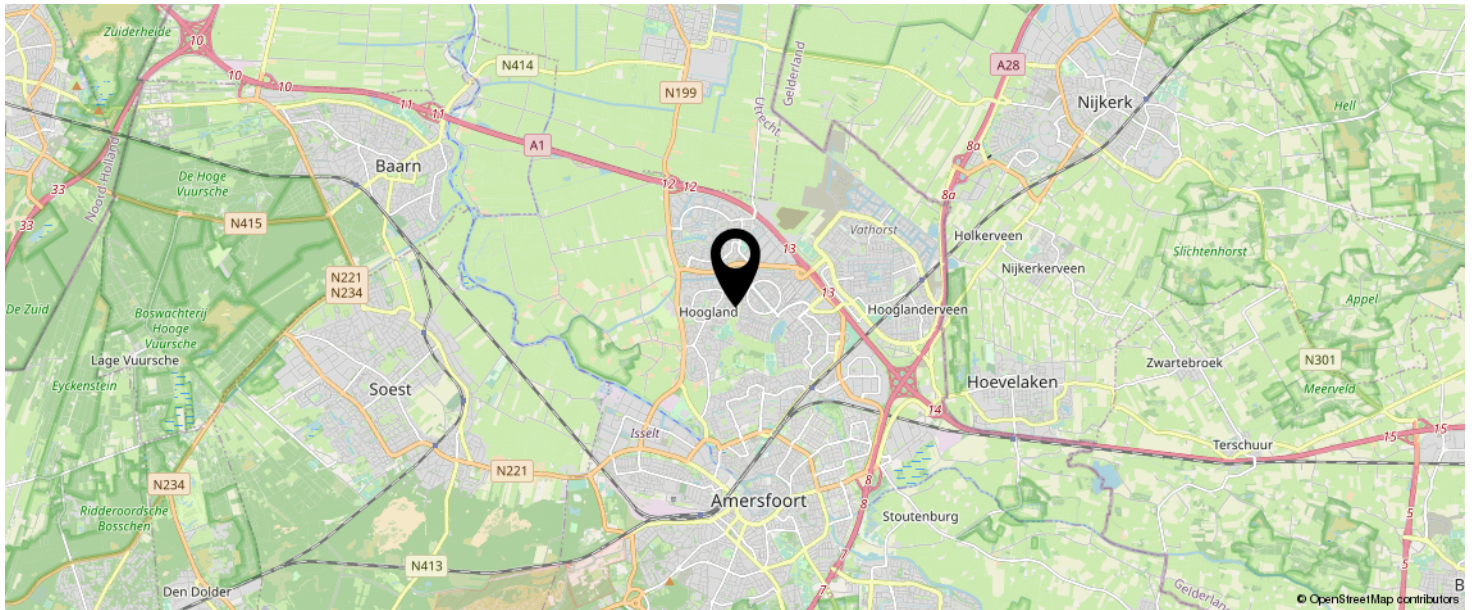 Zuiderheide
10
10
10
N414
11
11
N199
A1
Utrecht
Gelderland
A28
Nijkerk
Hell
8a
8a
Noord-Holland
33
33
De Hoge
Vuursche
Baarn
12
12
N415
13
Vathorst
Holkerveen
Slichtenhorst
Nijkerkerveen
N221
N234
De Zuid
Boswachterij
Hooge
Vuursche
Hoogland
13
Hooglanderveen
Appel
Lage Vuursche
Eyckenstein
Soest
Zwartebroek
N301
Meerveld
Hoevelaken
14
Isselt
Terschuur
15
15
N221
N234
Ridderoordsche
Bosschen
Amersfoort
8
8
Stoutenburg
5
5
N413
7
7
Den Dolder
Gelderland
B
© OpenStreetMap contributors